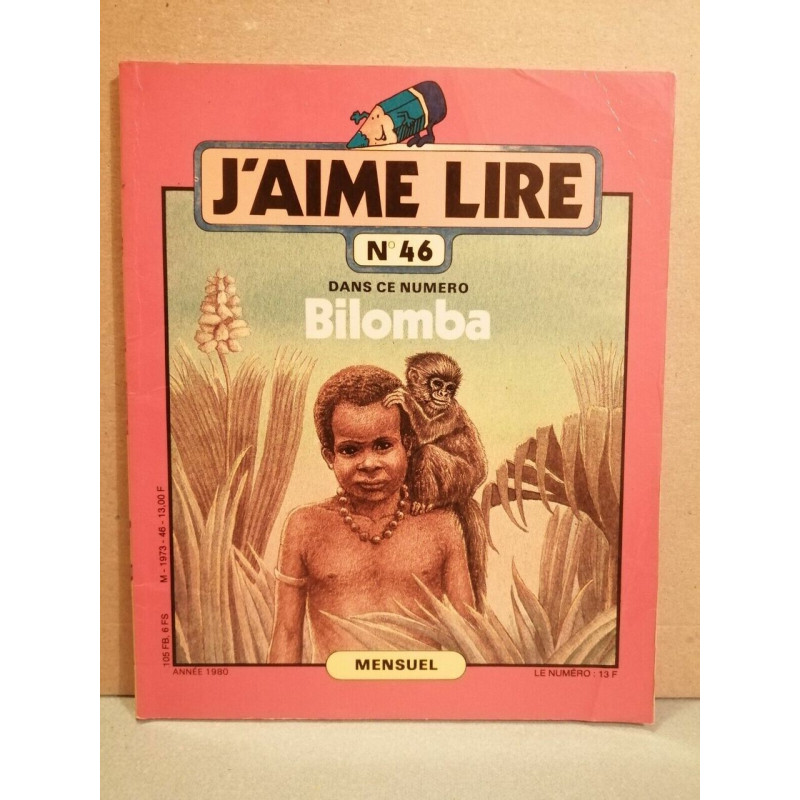 J'AIME LIRE
N° 46
DANS CE NUMERO
Bilomba
105 FB, 6 FS M - 1973 - 46 - 13,00 F
MENSUEL
ANNÉE 1980
LE NUMÉRO : 13 F